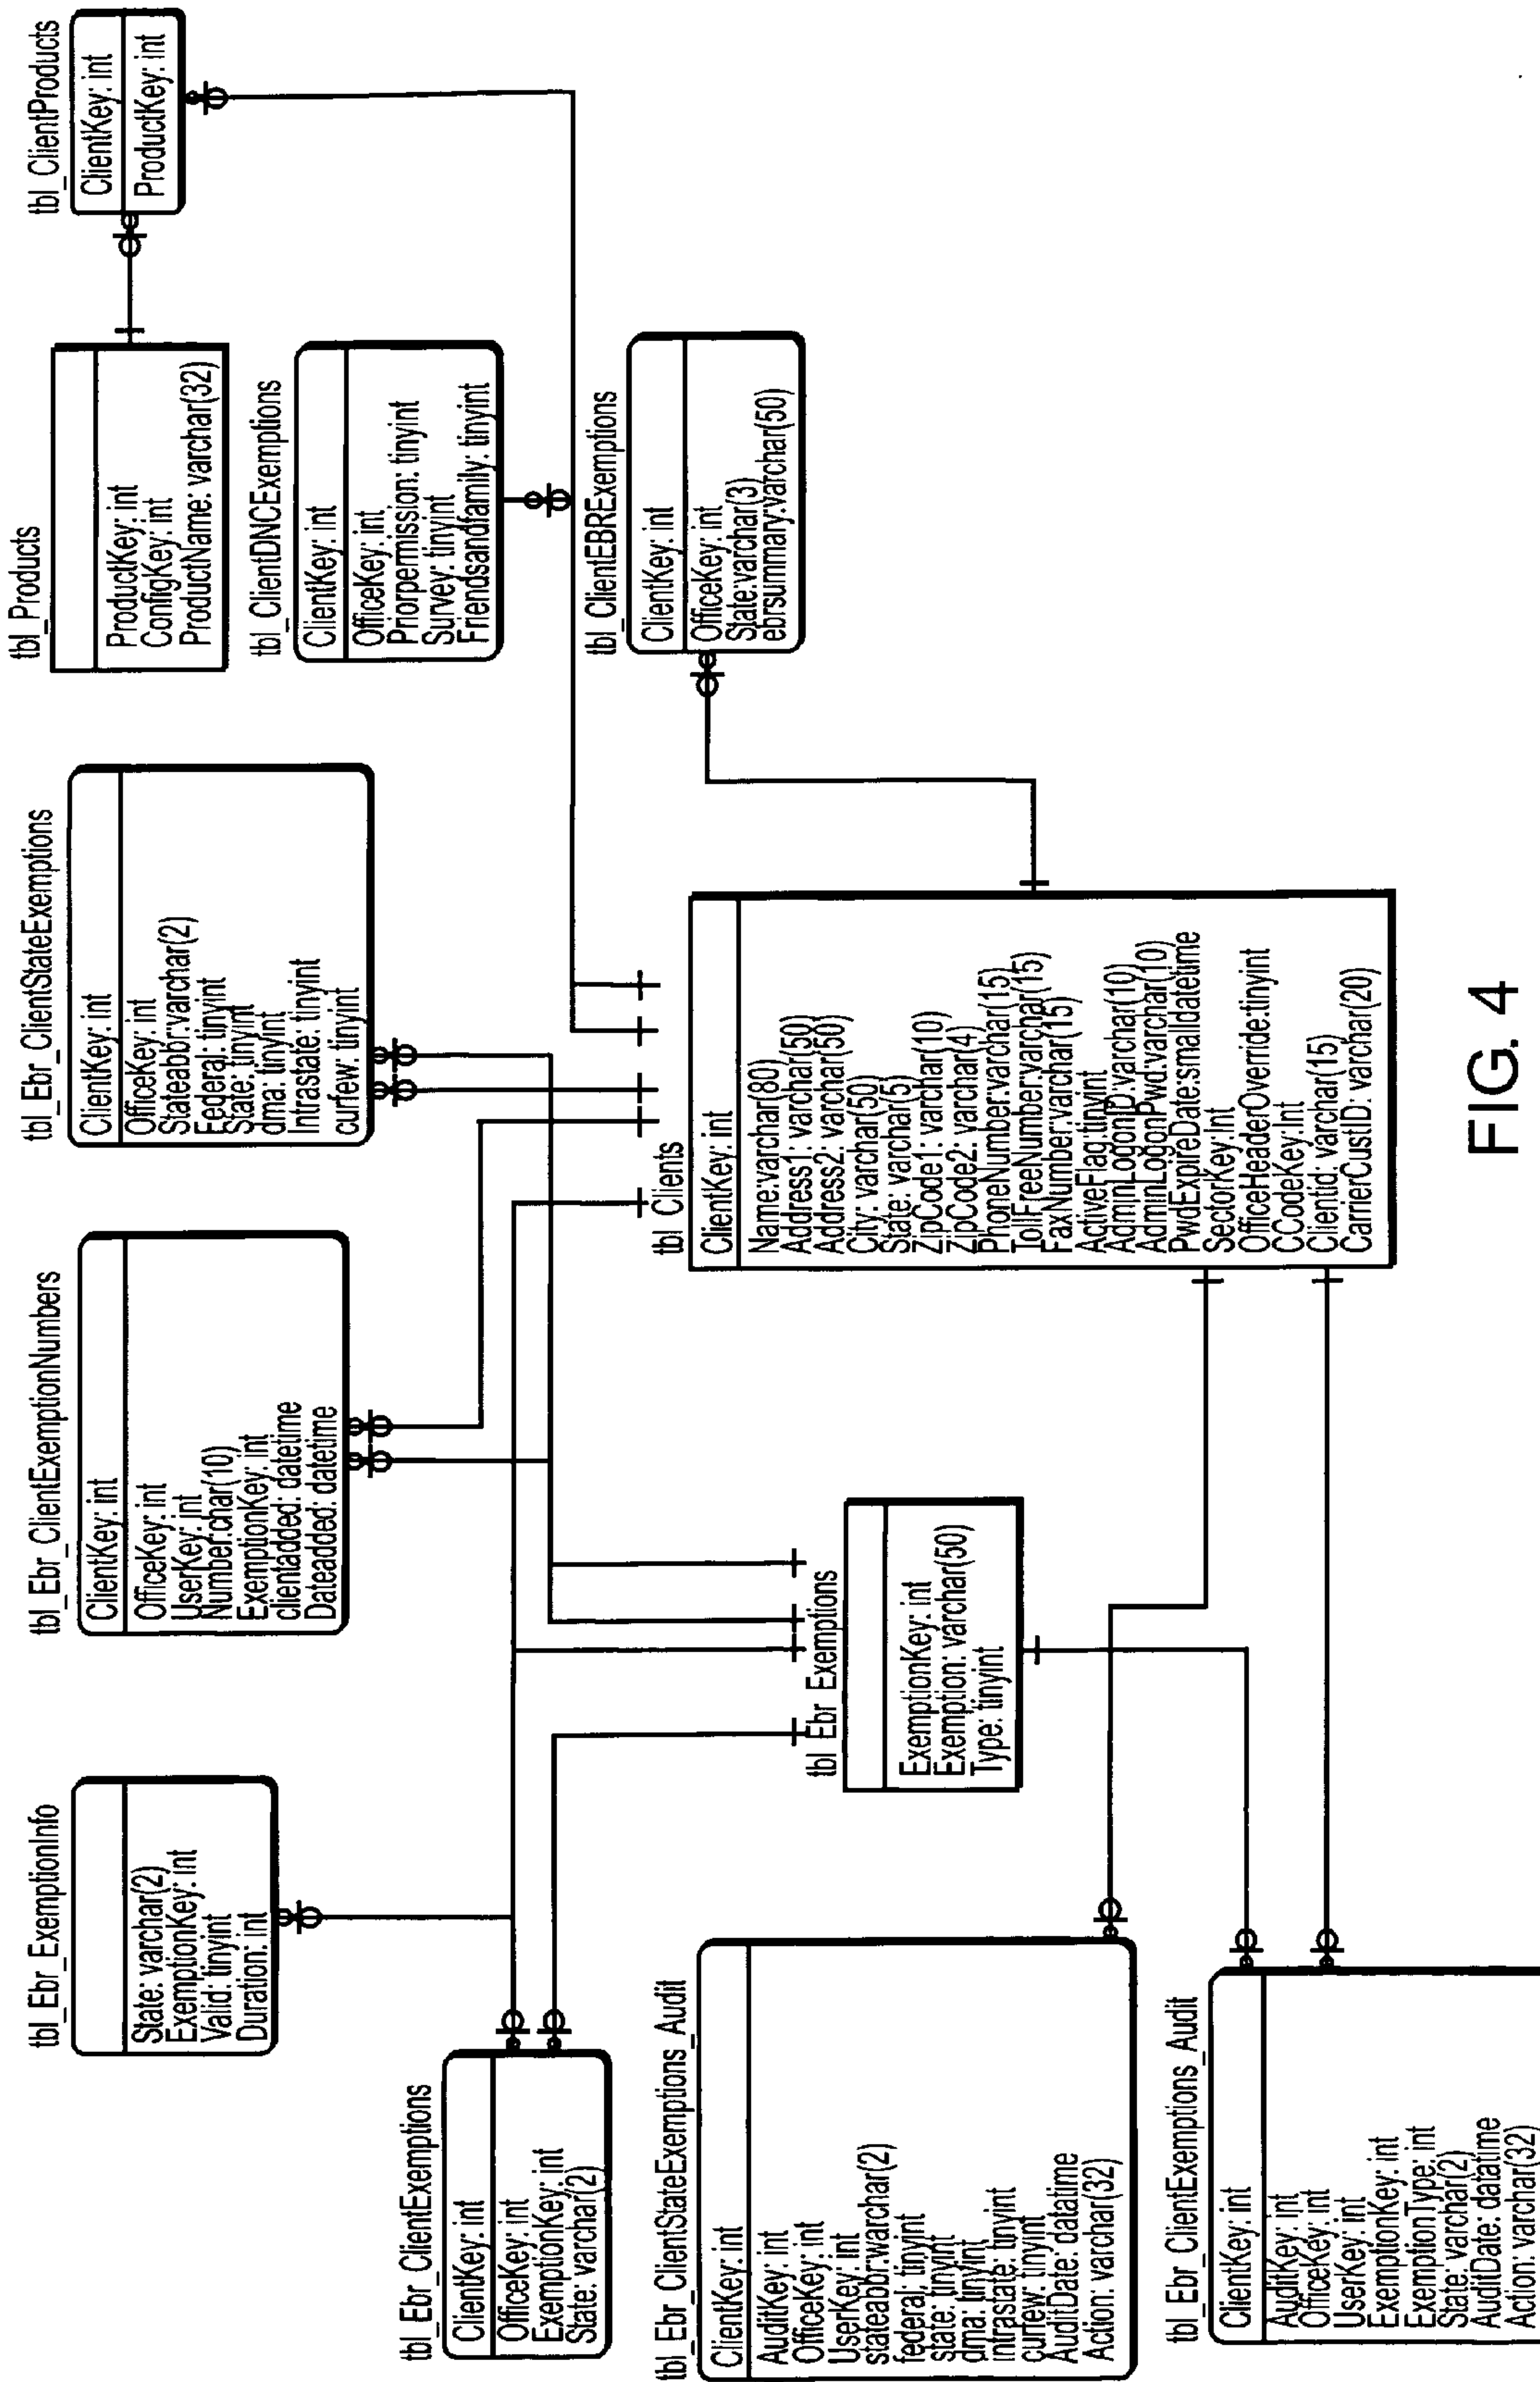 tbl_Ebr_ExemptionInfo
State: varchar(2)
ExemptionKey: int
Valid: tinyint
Duration: int
tbl_Ebr_ClientExemptionNumbers
ClientKey: int
OfficeKey: int
UserKey: int
Number:char(10)
ExemptionKey: int
clientadded: datetime
Dateadded: datetime
tbl_Ebr_ClientStateExemptions
ClientKey: int
OfficeKey: int
Stateabbr:varchar(2)
Federal: tinyint
State: tinyint
dma: tinyint
Intrastate: tinyint
curfew: tinyint
tbl_Products
ProductKey: int
ConfigKey: int
ProductName: varchar(32)
tbl_ClientProducts
ClientKey: int
ProductKey: int
tbl_ClientDNCExemptions
ClientKey: int
OfficeKey: int
Priorpermission: tinyint
Survey: tinyint
Friendsandfamily: tinyint
tbl_Ebr_ClientExemptions
ClientKey: int
OfficeKey: int
ExemptionKey: int
State: varchar(2)
tbl_ClientEBRExemptions
ClientKey: int
OfficeKey: int
State:varchar(3)
ebrsummary:varchar(50)
tbl_Ebr_ClientStateExemptions_Audit
ClientKey: int
AuditKey: int
OfficeKey: int
UserKey: int
stateabbr:warchar(2)
federal; tinyint
state: tinyint
dma: tinyint
intrastate: tinyint
curfew: tinyint
AuditDate: datatime
Action: varchar(32)
tbl_Ebr_Exemptions
ExemptionKey: int
Exemption: varchar(50)
Type: tinyint
tbl_Clients
ClientKey: int
Name:varchar(80)
Address1: varchar(50)
Address2: varchar(50)
City: varchar(50)
State: varchar(5)
ZipCode1: varchar(10)
ZipCode2: varchar(4)
PhoneNumber:varchar(15)
TollFreeNumber:varchar(15)
FaxNumber:varchar(15)
ActiveFlag:tinyint
AdminLogonID:varchar(10)
AdminLogonPwd:varchar(10)
PwdExpireDate:smalldatetime
SectorKey:Int
OfficeHeaderOverride:tinyint
CCodeKey:Int
Clientid: varchar(15)
CarrierCustID: varchar(20)
tbl_Ebr_ClientExemptions_Audit
ClientKey: int
AuditKey: int
OfficeKey: int
UserKey: int
ExemptionKey: int
ExemptionType: int
State: varchar(2)
AuditDate: datatime
Action: varchar(32)
FIG. 4